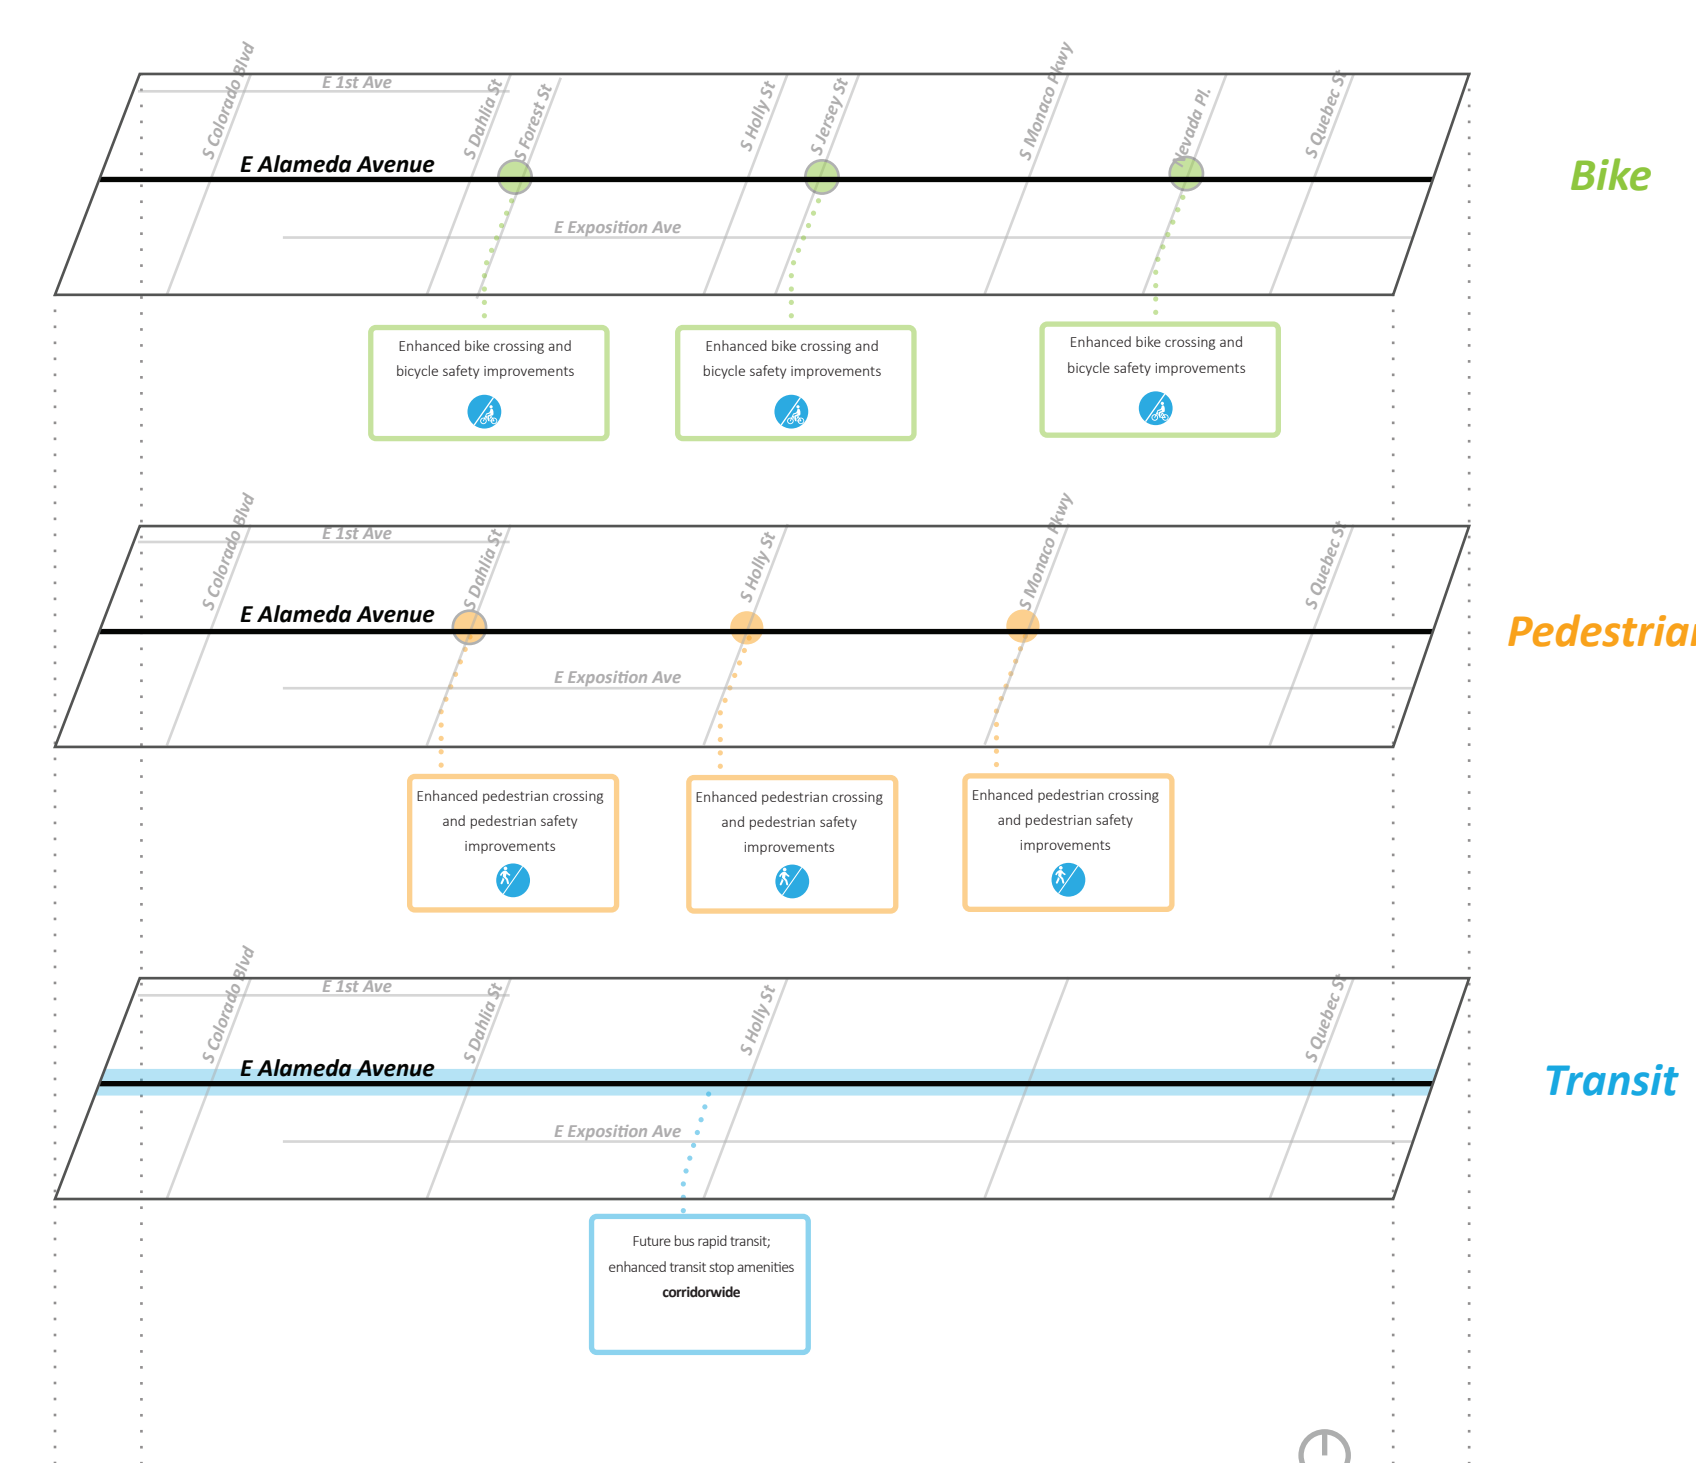 S Colorado Blvd
E 1st Ave
S Dahlia St
S Forest St
S Holly St
S Jersey St
S Monaco Pkwy
Nevada Pl.
S Quebec St
E Alameda Avenue
Bike
E Exposition Ave
Enhanced bike crossing and
bicycle safety improvements
Enhanced bike crossing and
bicycle safety improvements
Enhanced bike crossing and
bicycle safety improvements
S Colorado Blvd
E 1st Ave
S Dahlia St
S Holly St
S Monaco Pkwy
S Quebec St
E Alameda Avenue
Pedestrian
E Exposition Ave
Enhanced pedestrian crossing
and pedestrian safety
improvements
Enhanced pedestrian crossing
and pedestrian safety
improvements
Enhanced pedestrian crossing
and pedestrian safety
improvements
S Colorado Blvd
E 1st Ave
S Dahlia St
S Holly St
S Quebec St
E Alameda Avenue
Transit
E Exposition Ave
Future bus rapid transit;
enhanced transit stop amenities
corridorwide